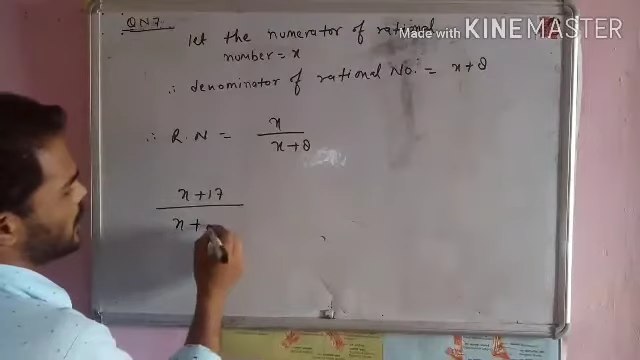 QN7
Made with KINEMASTER
let the numerator of rational
number = x
∴ denominator of rational No. = x+8
∴ R.N = x
x+8
x+17
x+